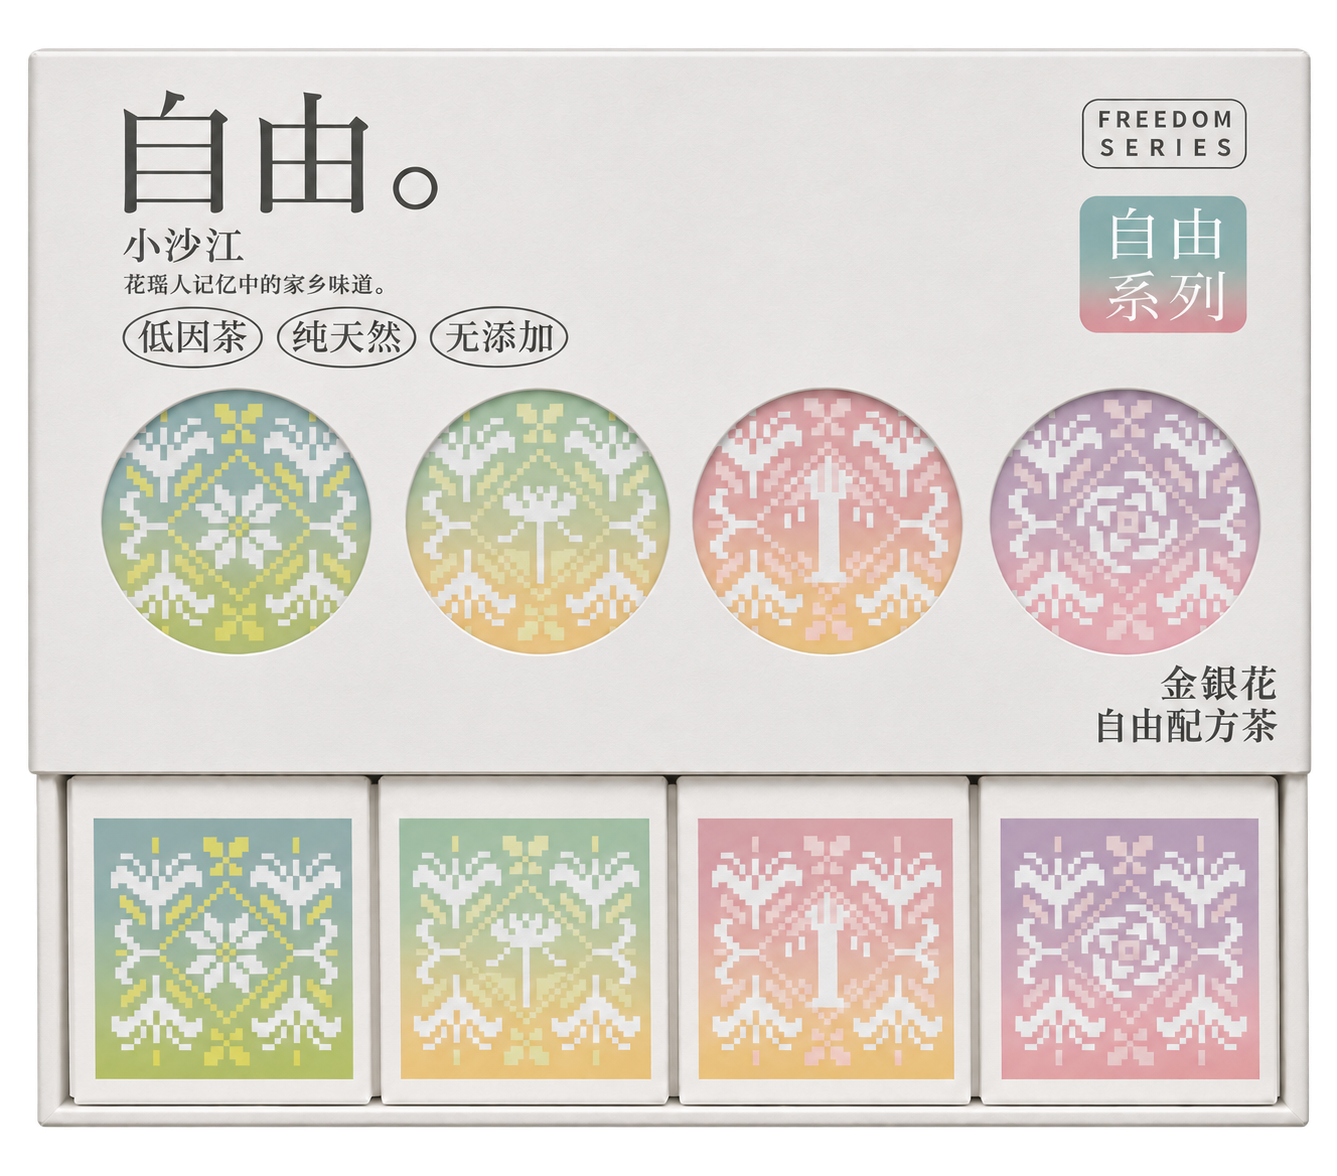 自由。
小沙江
花瑶人记忆中的家乡味道。
低因茶 纯天然 无添加
FREEDOM
SERIES
自由
系列
金銀花
自由配方茶